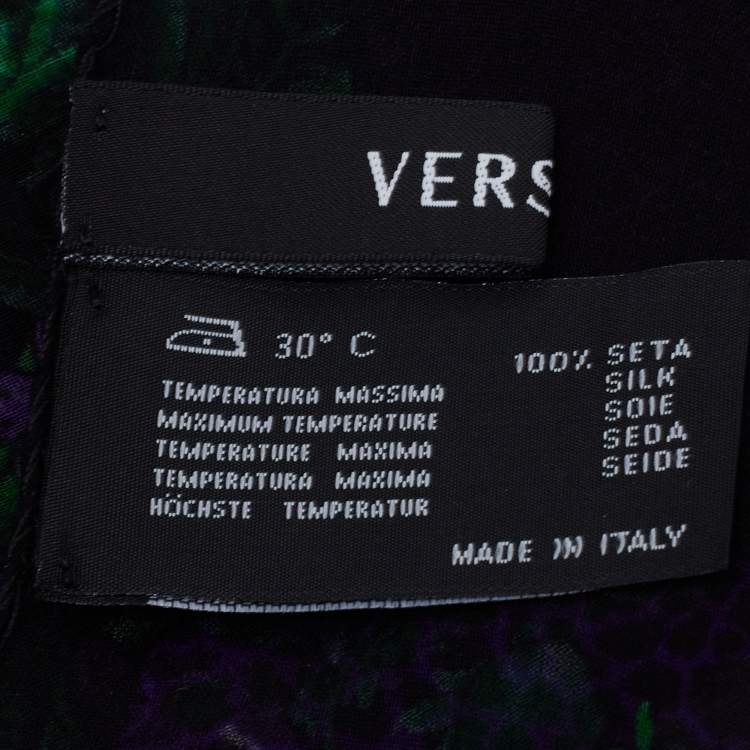 VERS
30° C
TEMPERATURA MASSIMA
MAXIMUM TEMPERATURE
TEMPERATURE MAXIMA
TEMPERATURA MAXIMA
HÖCHSTE TEMPERATUR
100% SETA
SILK
SOIE
SEDA
SEIDE
MADE IN ITALY